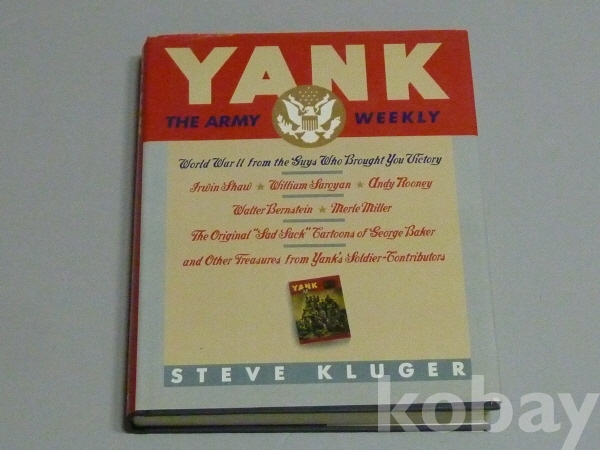 YANK
THE ARMY WEEKLY
World War II from the Guys Who Brought You Victory
Irwin Shaw ★ William Saroyan ★ Andy Rooney
Walter Bernstein ★ Merle Miller
The Original "Sad Sack" Cartoons of George Baker
and Other Treasures from Yank's Soldier-Contributors
YANK
STEVE KLUGER
kobay